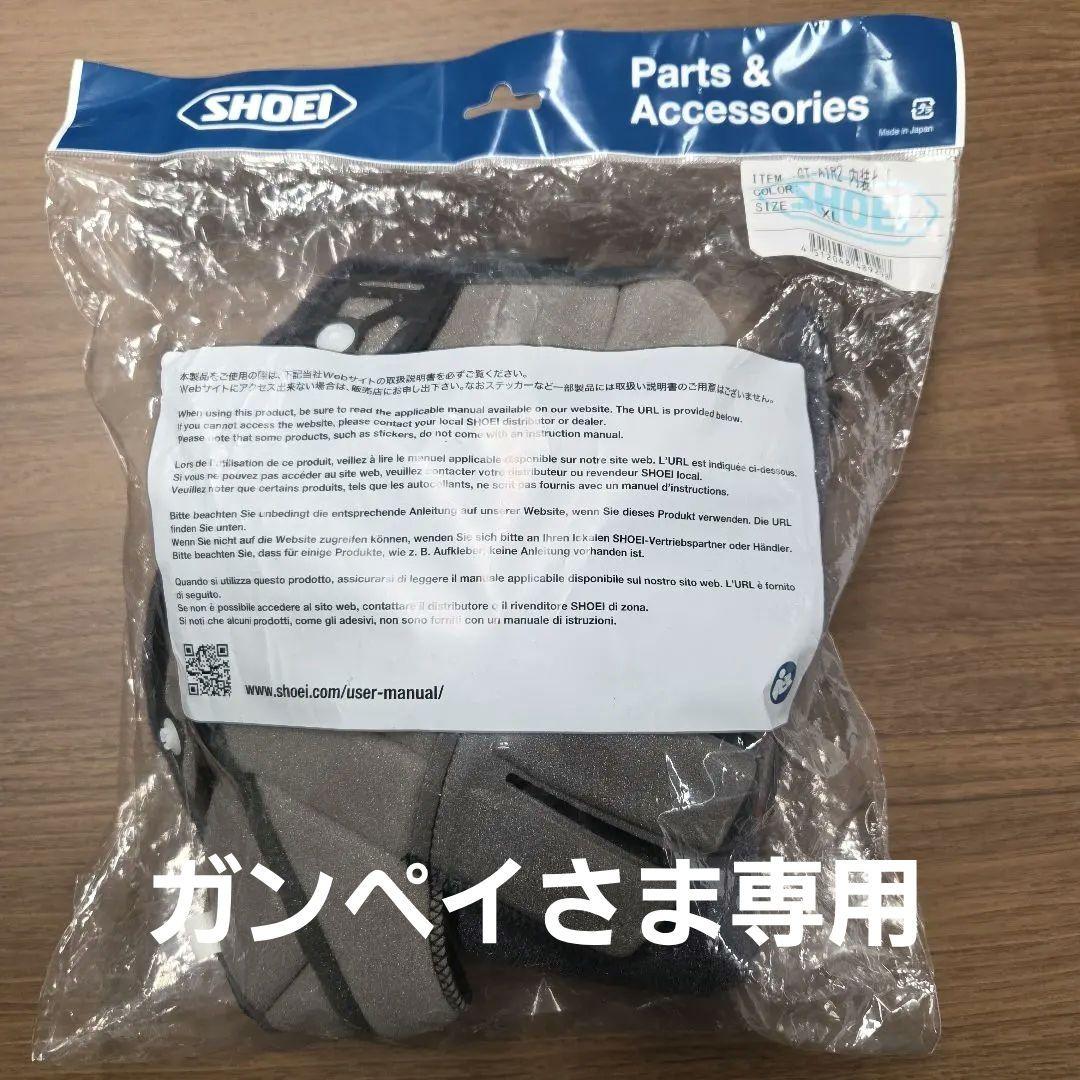 SHOEI
Parts &
Accessories
プラ
Made in Japan
ITEM GT-AIR2 内装
COLOR
SIZE XL
SHOEI
本製品をご使用の際は、下記当社Webサイトの取扱説明書を必ずご覧ください。
Webサイトにアクセス出来ない場合は、販売店にお申し出下さい。なおステッカーなど一部製品には取扱い説明書のご用意はございません。
When using this product, be sure to read the applicable manual available on our website. The URL is provided below.
If you cannot access the website, please contact your local SHOEI distributor or dealer.
Please note that some products, such as stickers, do not come with an instruction manual.
Lors de l'utilisation de ce produit, veillez à lire le manuel applicable disponible sur notre site web. L'URL est indiquée ci-dessous.
Si vous ne pouvez pas accéder au site web, veuillez contacter votre distributeur ou revendeur SHOEI local.
Veuillez noter que certains produits, tels que les autocollants, ne sont pas fournis avec un manuel d'instructions.
Bitte beachten Sie unbedingt die entsprechende Anleitung auf unserer Website, wenn Sie dieses Produkt verwenden. Die URL
finden Sie unten.
Wenn Sie nicht auf die Website zugreifen können, wenden Sie sich bitte an Ihren lokalen SHOEI-Vertriebspartner oder Händler.
Bitte beachten Sie, dass für einige Produkte, wie z. B. Aufkleber, keine Anleitung vorhanden ist.
Quando si utilizza questo prodotto, assicurarsi di leggere il manuale applicabile disponibile sul nostro sito web. L'URL è fornito
di seguito.
Se non è possibile accedere al sito web, contattare il distributore o il rivenditore SHOEI di zona.
Si noti che alcuni prodotti, come gli adesivi, non sono forniti con un manuale di istruzioni.
www.shoei.com/user-manual/
ガンペイさま専用